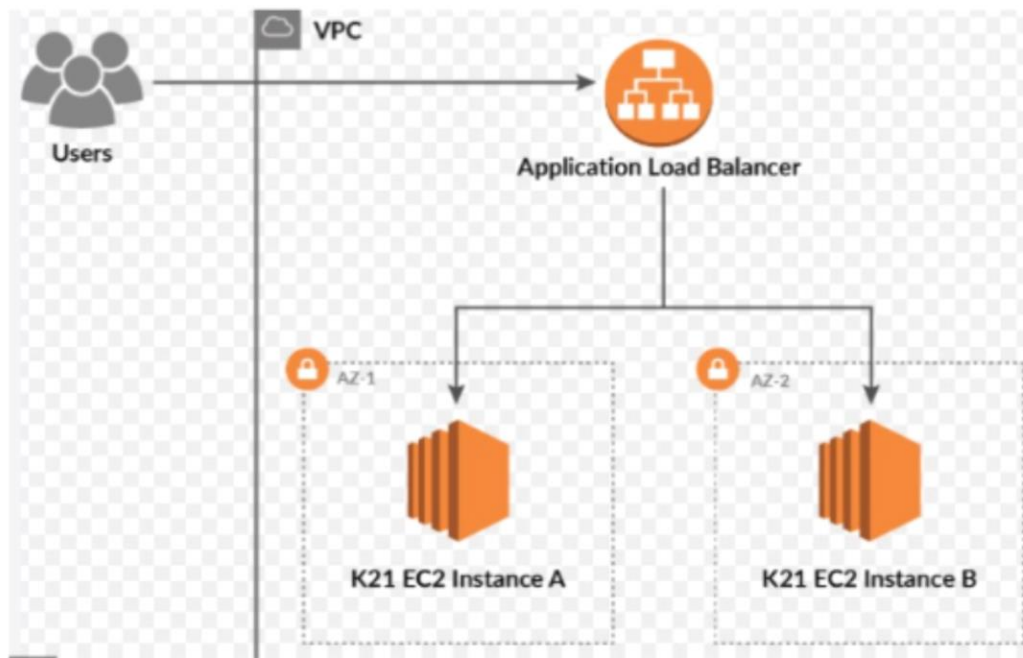 VPC
Users
Application Load Balancer
AZ-1
AZ-2
K21 EC2 Instance A
K21 EC2 Instance B